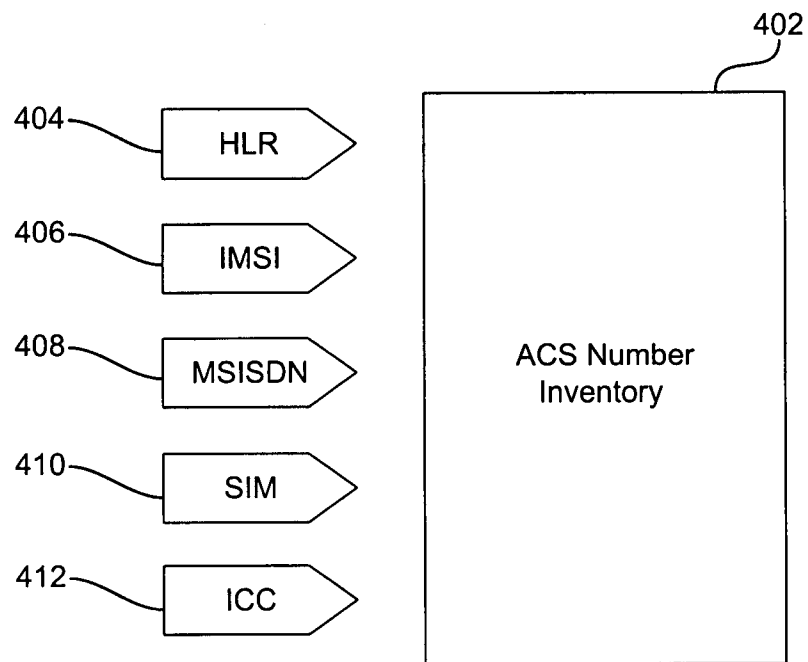 402
404
HLR
406
IMSI
408
MSISDN
ACS Number
Inventory
410
SIM
412
ICC